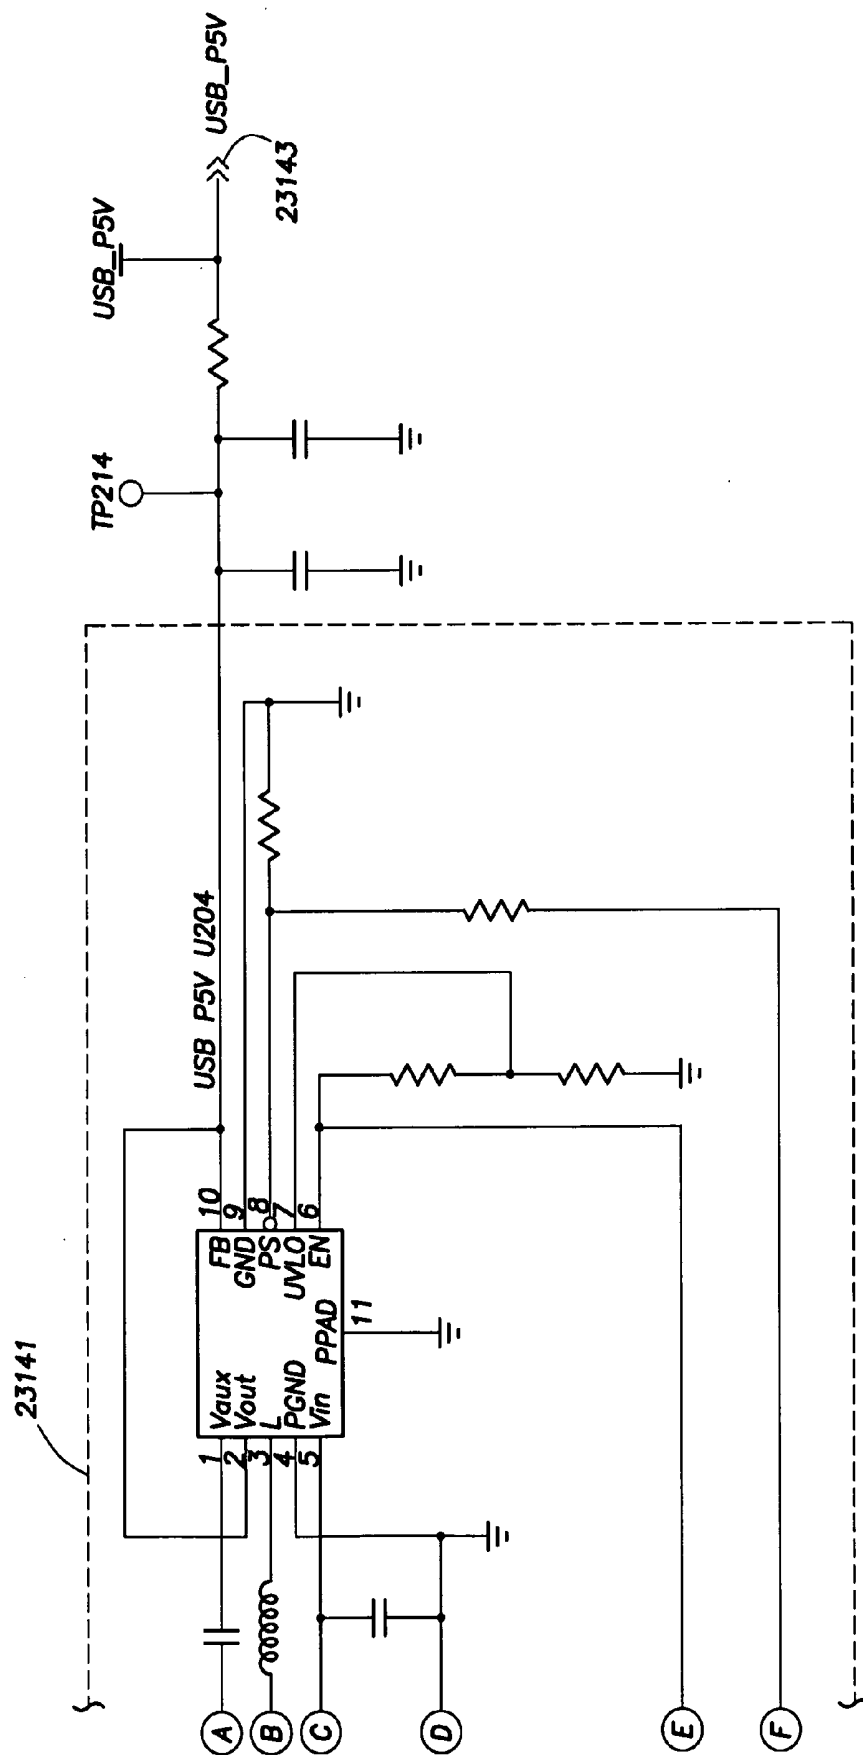 23141
USB_P5V
USB_P5V
23143
TP214
USB P5V U204
1 Vaux
2 Vout
3 L
4 PGND
5 Vin
FB 10
GND 9
PS 8
UVLO 7
EN 6
PPAD 11
A
B
C
D
E
F